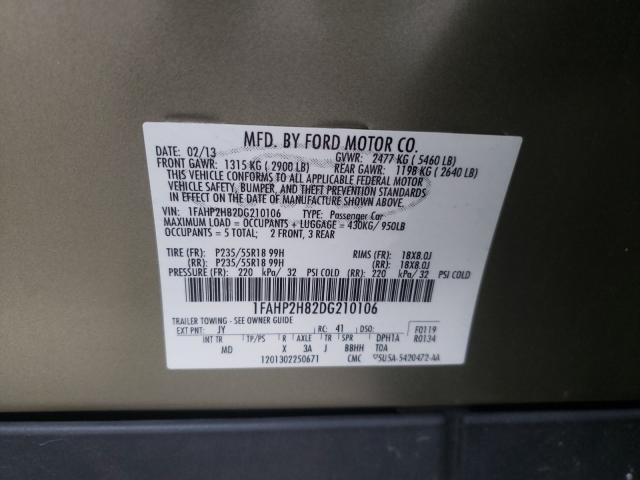 MFD. BY FORD MOTOR CO.
DATE: 02/13 GVWR: 2477 KG ( 5460 LB)
FRONT GAWR: 1315 KG ( 2900 LB) REAR GAWR: 1198 KG ( 2640 LB)
THIS VEHICLE CONFORMS TO ALL APPLICABLE FEDERAL MOTOR
VEHICLE SAFETY, BUMPER, AND THEFT PREVENTION STANDARDS
IN EFFECT ON THE DATE OF MANUFACTURE SHOWN ABOVE.
VIN: 1FAHP2H82DG210106 TYPE: Passenger Car
MAXIMUM LOAD = OCCUPANTS + LUGGAGE = 430KG/ 950LB
OCCUPANTS = 5 TOTAL; 2 FRONT, 3 REAR
TIRE (FR): P235/55R18 99H RIMS (FR): 18X8.0J
(RR): P235/55R18 99H (RR): 18X8.0J
PRESSURE (FR): 220 kPa/ 32 PSI COLD (RR): 220 kPa/ 32 PSI COLD
1FAHP2H82DG210106
TRAILER TOWING - SEE OWNER GUIDE
EXT PNT: JY RC: 41 DSO: F0119
INT TR TP/PS R AXLE TR SPR DPH1A R0134
MD X 3A J BBHH TOA
1201302250671 CMC 5U5A-5420472-AA